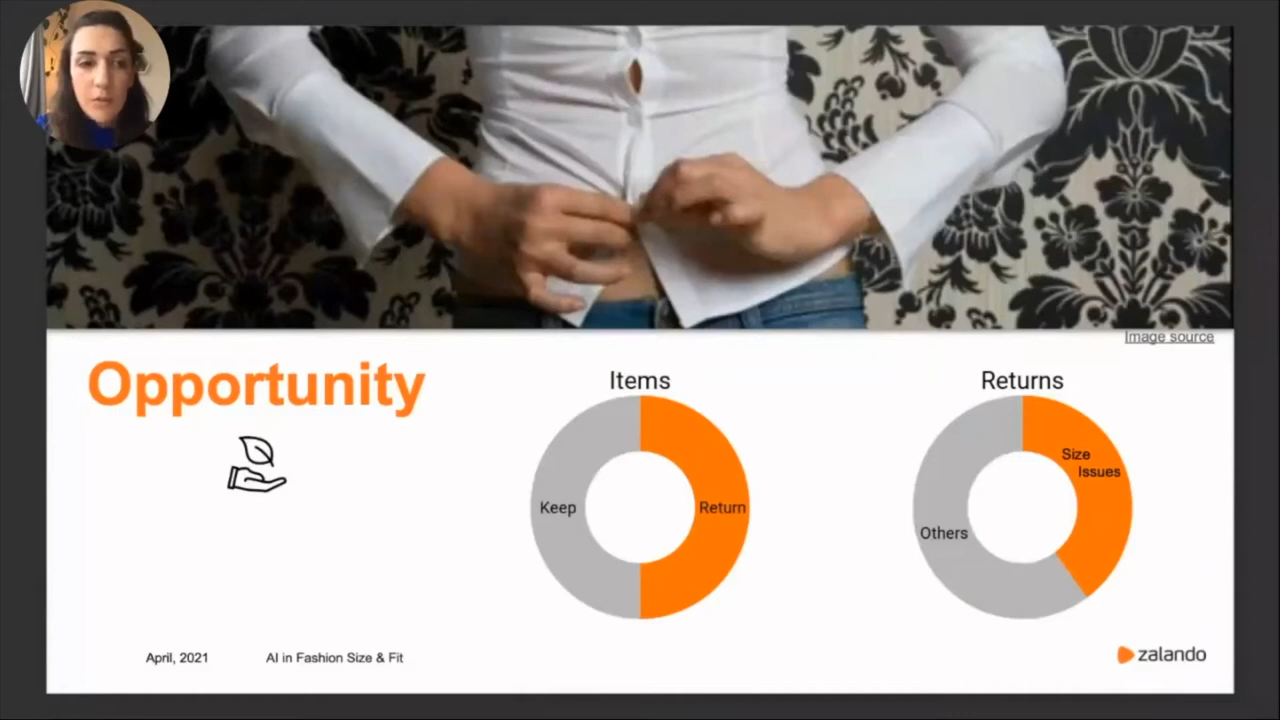 Image source
Opportunity
Items
Keep
Return
Returns
Size
Issues
Others
April, 2021
AI in Fashion Size & Fit
zalando